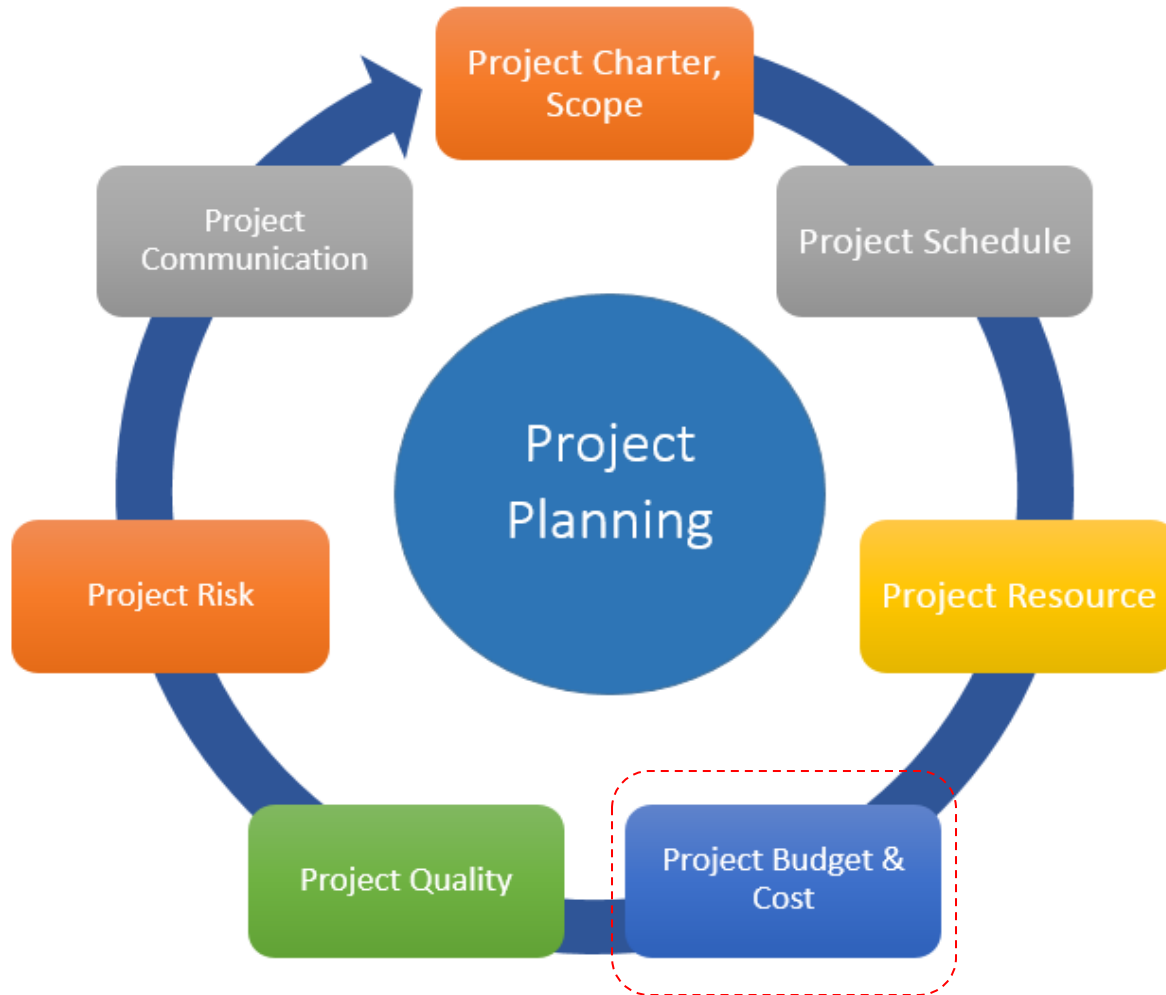 Project Charter,
Scope
Project Schedule
Project Resource
Project Budget &
Cost
Project Quality
Project Risk
Project
Communication
Project
Planning